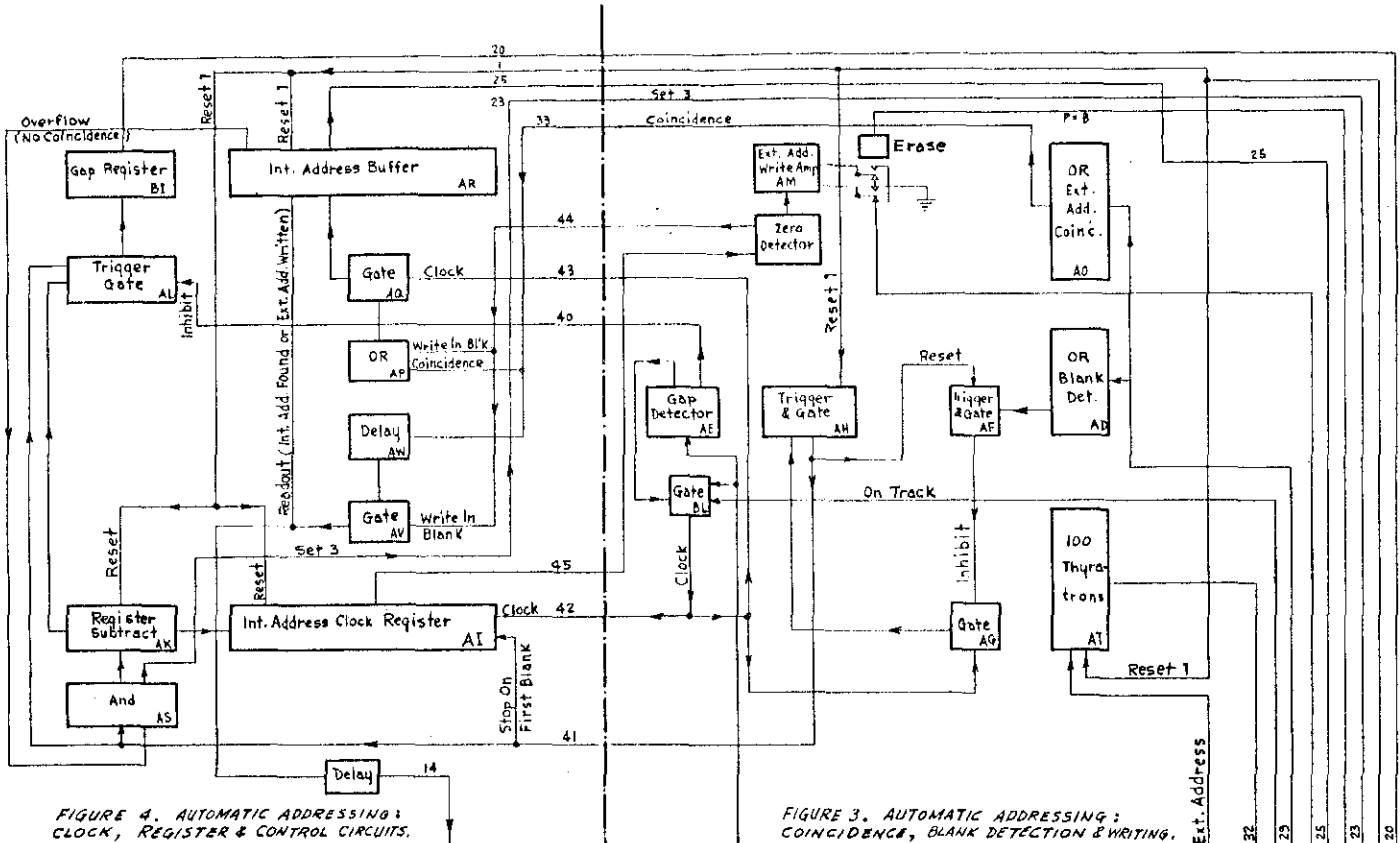 20
1
25
23
Set 3
Reset 1
Reset 1
Overflow
(No Coincidence)
33
Coincidence
P=B
Erase
Gap Register
BI
Int. Address Buffer
AR
Ext. Add.
Write Amp
AM
OR
Ext.
Add.
Coinc.
AO
25
44
Zero
Detector
Trigger
Gate
AL
Inhibit
Gate
AQ
Clock
43
Readout (Int. Add. Found or Ext. Add. Written)
40
Reset 1
OR
AP
Write In Bl'k
Coincidence
Reset
Gap
Detector
AE
Trigger
& Gate
AH
Trigger
& Gate
AF
OR
Blank
Det.
AD
Delay
AW
Gate
BL
On Track
Gate
AV
Write In
Blank
Set 3
Reset
Reset
45
Clock
Inhibit
100
Thyra-
trons
AT
Register
Subtract
AK
Int. Address Clock Register
AI
Clock
42
Gate
AG
Reset 1
And
AS
Stop On
First Blank
41
Delay
14
Ext. Address
32
29
25
23
20
FIGURE 4. AUTOMATIC ADDRESSING:
CLOCK, REGISTER & CONTROL CIRCUITS.
FIGURE 3. AUTOMATIC ADDRESSING:
COINCIDENCE, BLANK DETECTION & WRITING.